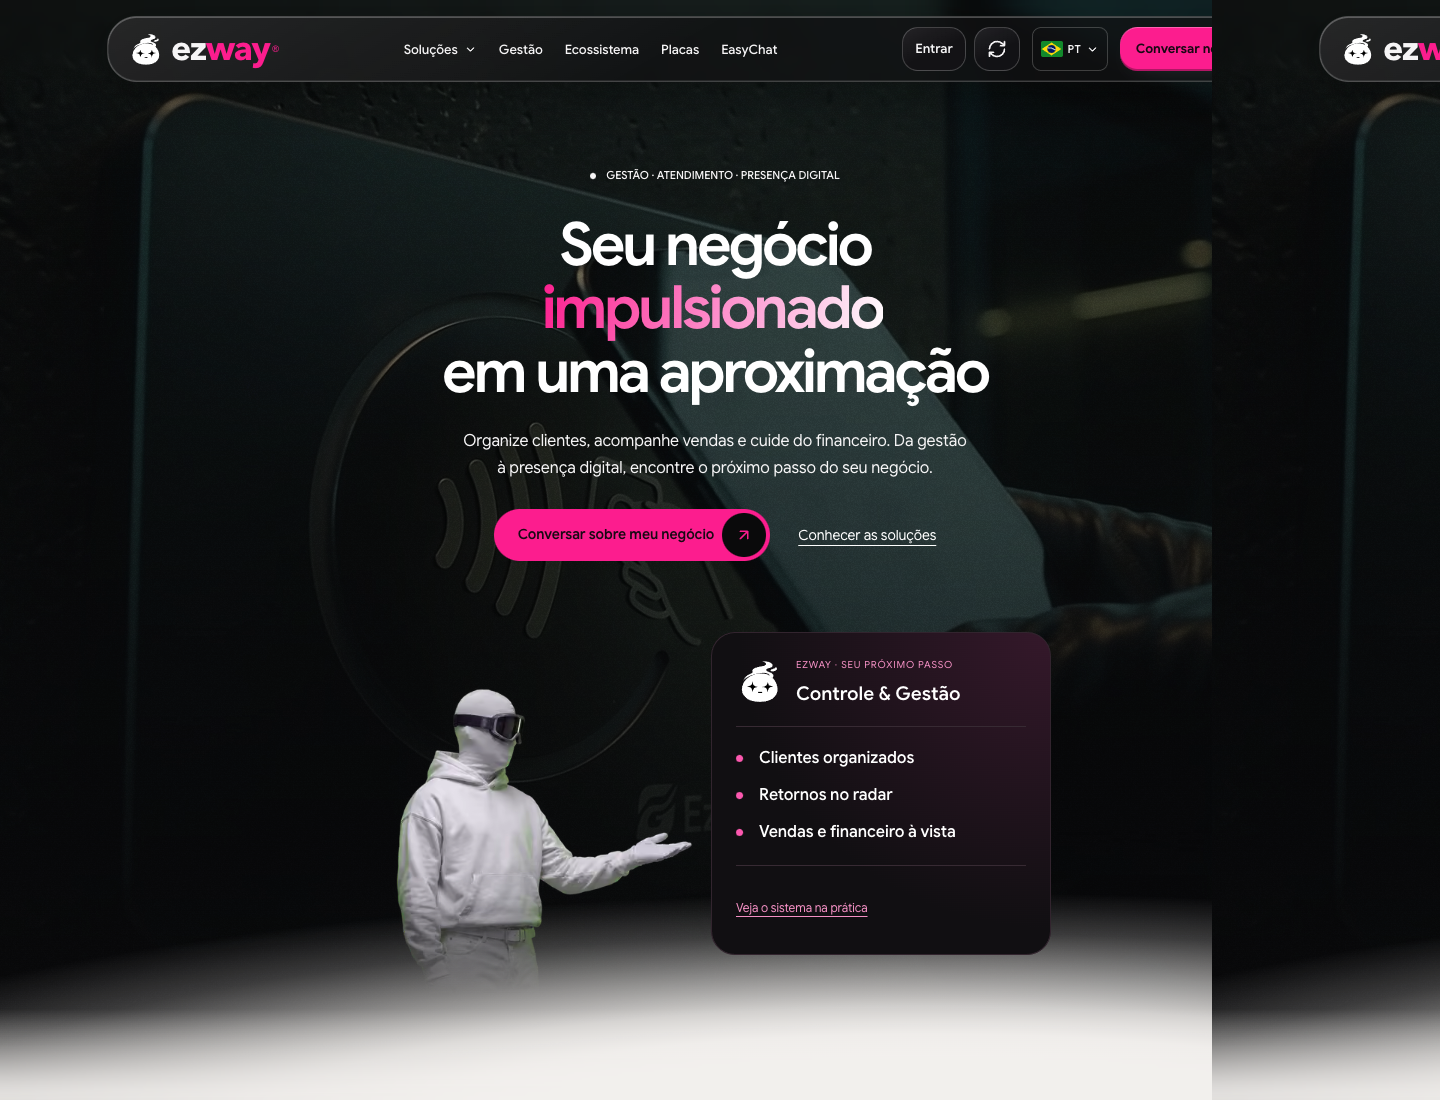 ezway®
Soluções
Gestão
Ecossistema
Placas
EasyChat
Entrar
PT
Conversar
GESTÃO · ATENDIMENTO · PRESENÇA DIGITAL
Seu negócio
impulsionado
em uma aproximação
Organize clientes, acompanhe vendas e cuide do financeiro. Da gestão
à presença digital, encontre o próximo passo do seu negócio.
Conversar sobre meu negócio
Conhecer as soluções
EZWAY · SEU PRÓXIMO PASSO
Controle & Gestão
Clientes organizados
Retornos no radar
Vendas e financeiro à vista
Veja o sistema na prática